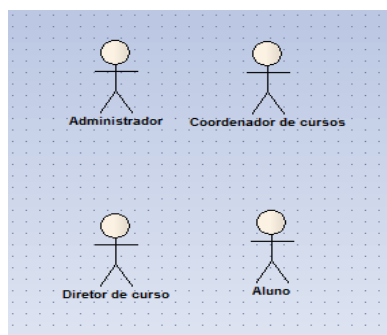 Administrador
Coordenador de cursos
Diretor de curso
Aluno